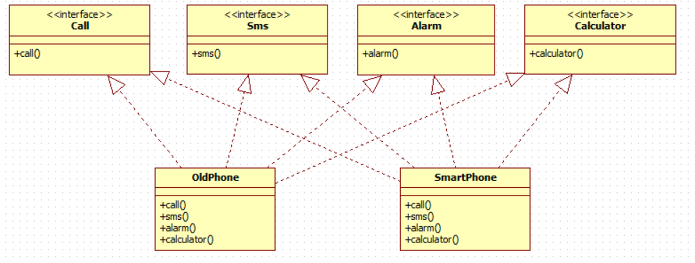 <<interface>>
Call
+call()
<<interface>>
Sms
+sms()
<<interface>>
Alarm
+alarm()
<<interface>>
Calculator
+calculator()
OldPhone
+call()
+sms()
+alarm()
+calculator()
SmartPhone
+call()
+sms()
+alarm()
+calculator()